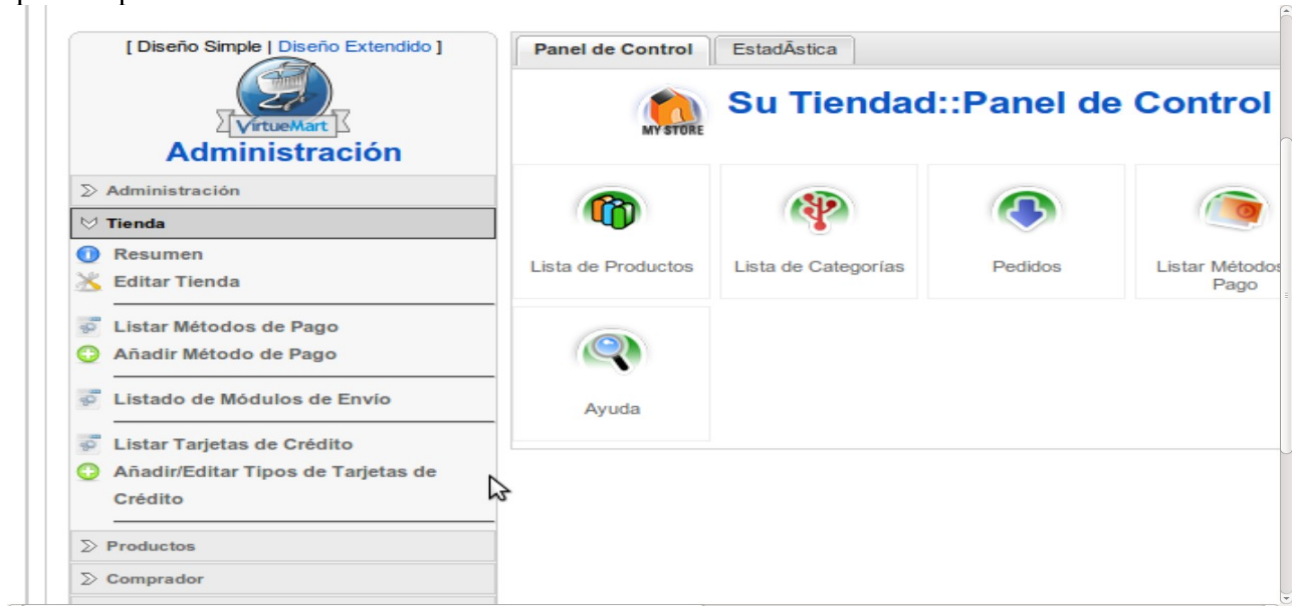 [ Diseño Simple | Diseño Extendido ]
VirtueMart
Administración
Administración
Tienda
Resumen
Editar Tienda
Listar Métodos de Pago
Añadir Método de Pago
Listado de Módulos de Envío
Listar Tarjetas de Crédito
Añadir/Editar Tipos de Tarjetas de
Crédito
Productos
Comprador
Panel de Control
EstadÃstica
MY STORE
Su Tiendad::Panel de Control
Lista de Productos
Lista de Categorías
Pedidos
Listar Métodos
Pago
Ayuda